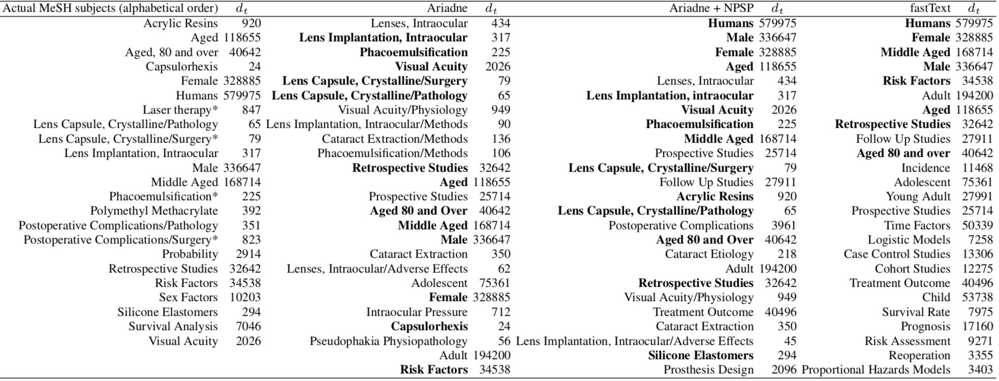 Actual MeSH subjects (alphabetical order) d_t Ariadne d_t Ariadne + NPSP d_t fastText d_t
Acrylic Resins 920 Lenses, Intraocular 434 Humans 579975 Humans 579975
Aged 118655 Lens Implantation, Intraocular 317 Male 336647 Female 328885
Aged, 80 and over 40642 Phacoemulsification 225 Female 328885 Middle Aged 168714
Capsulorhexis 24 Visual Acuity 2026 Aged 118655 Male 336647
Female 328885 Lens Capsule, Crystalline/Surgery 79 Lenses, Intraocular 434 Risk Factors 34538
Humans 579975 Lens Capsule, Crystalline/Pathology 65 Lens Implantation, intraocular 317 Adult 194200
Laser therapy* 847 Visual Acuity/Physiology 949 Visual Acuity 2026 Aged 118655
Lens Capsule, Crystalline/Pathology 65 Lens Implantation, Intraocular/Methods 90 Phacoemulsification 225 Retrospective Studies 32642
Lens Capsule, Crystalline/Surgery* 79 Cataract Extraction/Methods 136 Middle Aged 168714 Follow Up Studies 27911
Lens Implantation, Intraocular 317 Phacoemulsification/Methods 106 Prospective Studies 25714 Aged 80 and over 40642
Male 336647 Retrospective Studies 32642 Lens Capsule, Crystalline/Surgery 79 Incidence 11468
Middle Aged 168714 Aged 118655 Follow Up Studies 27911 Adolescent 75361
Phacoemulsification* 225 Prospective Studies 25714 Acrylic Resins 920 Young Adult 27991
Polymethyl Methacrylate 392 Aged 80 and Over 40642 Lens Capsule, Crystalline/Pathology 65 Prospective Studies 25714
Postoperative Complications/Pathology 351 Middle Aged 168714 Postoperative Complications 3961 Time Factors 50339
Postoperative Complications/Surgery* 823 Male 336647 Aged 80 and Over 40642 Logistic Models 7258
Probability 2914 Cataract Extraction 350 Cataract Etiology 218 Case Control Studies 13306
Retrospective Studies 32642 Lenses, Intraocular/Adverse Effects 62 Adult 194200 Cohort Studies 12275
Risk Factors 34538 Adolescent 75361 Retrospective Studies 32642 Treatment Outcome 40496
Sex Factors 10203 Female 328885 Visual Acuity/Physiology 949 Child 53738
Silicone Elastomers 294 Intraocular Pressure 712 Treatment Outcome 40496 Survival Rate 7975
Survival Analysis 7046 Capsulorhexis 24 Cataract Extraction 350 Prognosis 17160
Visual Acuity 2026 Pseudophakia Physiopathology 56 Lens Implantation, Intraocular/Adverse Effects 45 Risk Assessment 9271
Adult 194200 Silicone Elastomers 294 Reoperation 3355
Risk Factors 34538 Prosthesis Design 2096 Proportional Hazards Models 3403